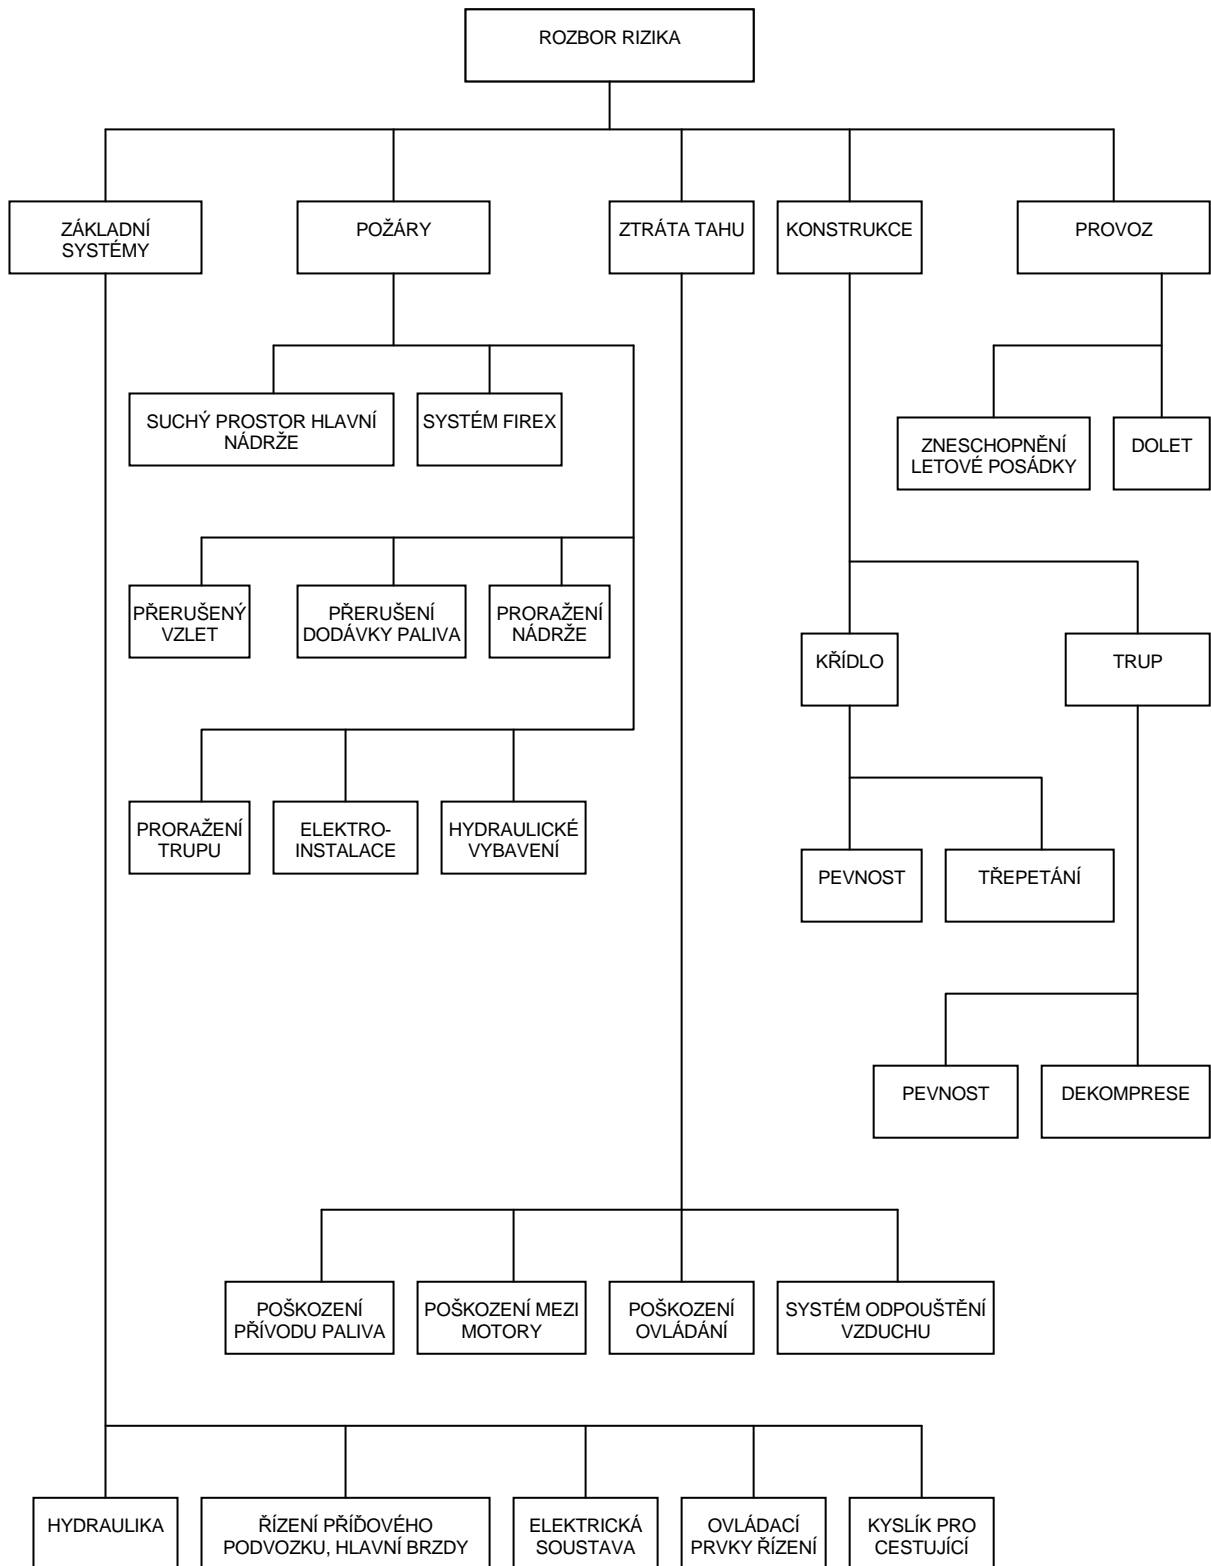 ROZBOR RIZIKA
ZÁKLADNÍ
SYSTÉMY
POŽÁRY
ZTRÁTA TAHU
KONSTRUKCE
PROVOZ
SUCHÝ PROSTOR HLAVNÍ
NÁDRŽE
SYSTÉM FIREX
ZNESCHOPNĚNÍ
LETOVÉ POSÁDKY
DOLET
PŘERUŠENÝ
VZLET
PŘERUŠENÍ
DODÁVKY PALIVA
PRORAŽENÍ
NÁDRŽE
KŘÍDLO
TRUP
PRORAŽENÍ
TRUPU
ELEKTRO-
INSTALACE
HYDRAULICKÉ
VYBAVENÍ
PEVNOST
TŘEPETÁNÍ
PEVNOST
DEKOMPRESE
POŠKOZENÍ
PŘÍVODU PALIVA
POŠKOZENÍ MEZI
MOTORY
POŠKOZENÍ
OVLÁDÁNÍ
SYSTÉM ODPOUŠTĚNÍ
VZDUCHU
HYDRAULIKA
ŘÍZENÍ PŘÍĎOVÉHO
PODVOZKU, HLAVNÍ BRZDY
ELEKTRICKÁ
SOUSTAVA
OVLÁDACÍ
PRVKY ŘÍZENÍ
KYSLÍK PRO
CESTUJÍCÍ